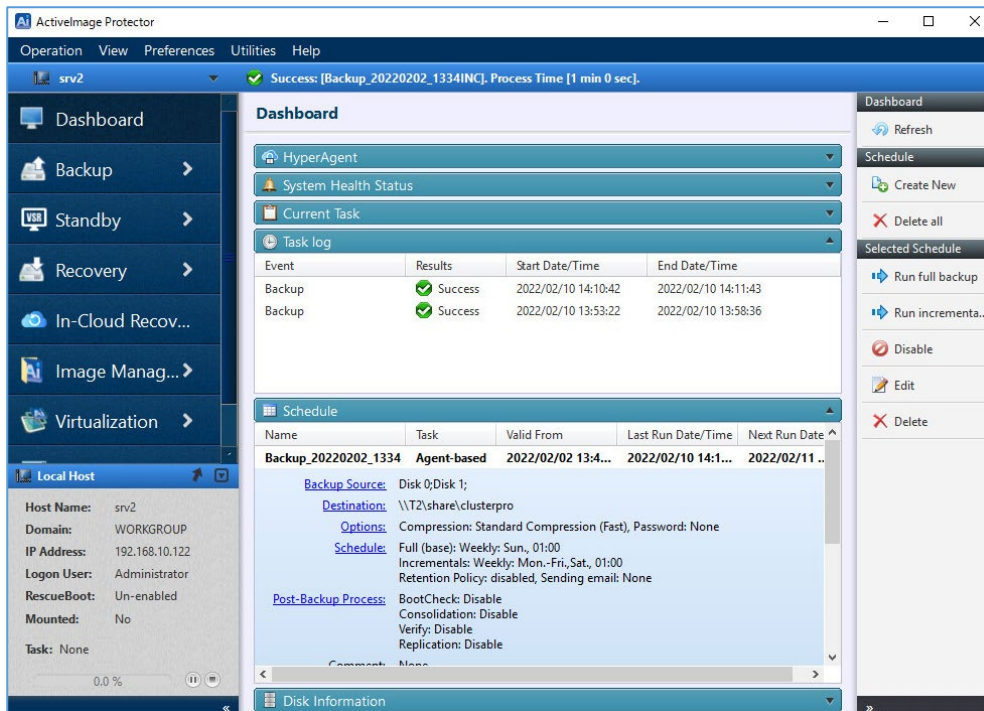 ActiveImage Protector
Operation View Preferences Utilities Help
srv2
Success: [Backup_20220202_1334INC]. Process Time [1 min 0 sec].
Dashboard
Backup
Standby
Recovery
In-Cloud Recov...
Image Manag...
Virtualization
Local Host
Host Name: srv2
Domain: WORKGROUP
IP Address: 192.168.10.122
Logon User: Administrator
RescueBoot: Un-enabled
Mounted: No
Task: None
0.0 %
Dashboard
HyperAgent
System Health Status
Current Task
Task log
Event Results Start Date/Time End Date/Time
Backup Success 2022/02/10 14:10:42 2022/02/10 14:11:43
Backup Success 2022/02/10 13:53:22 2022/02/10 13:58:36
Schedule
Name Task Valid From Last Run Date/Time Next Run Date
Backup_20220202_1334 Agent-based 2022/02/02 13:4... 2022/02/10 14:1... 2022/02/11 ..
Backup Source: Disk 0;Disk 1;
Destination: \\T2\share\clusterpro
Options: Compression: Standard Compression (Fast), Password: None
Schedule: Full (base): Weekly: Sun., 01:00
Incrementals: Weekly: Mon.-Fri.,Sat., 01:00
Retention Policy: disabled, Sending email: None
Post-Backup Process: BootCheck: Disable
Consolidation: Disable
Verify: Disable
Replication: Disable
Comment: None
Disk Information
Dashboard
Refresh
Schedule
Create New
Delete all
Selected Schedule
Run full backup
Run incrementa..
Disable
Edit
Delete